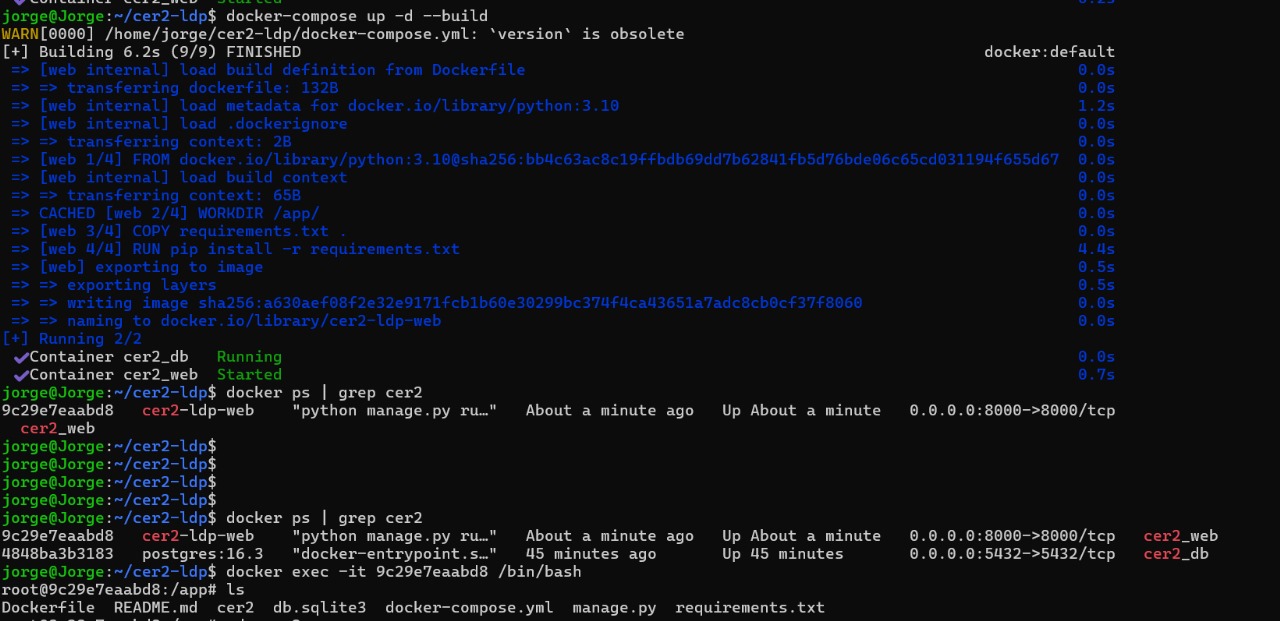 Container cer2_web Started 0.2s
jorge@Jorge:~/cer2-ldp$ docker-compose up -d --build
WARN[0000] /home/jorge/cer2-ldp/docker-compose.yml: `version` is obsolete
[+] Building 6.2s (9/9) FINISHED docker:default
=> [web internal] load build definition from Dockerfile 0.0s
=> => transferring dockerfile: 132B 0.0s
=> [web internal] load metadata for docker.io/library/python:3.10 1.2s
=> [web internal] load .dockerignore 0.0s
=> => transferring context: 2B 0.0s
=> [web 1/4] FROM docker.io/library/python:3.10@sha256:bb4c63ac8c19ffbdb69dd7b62841fb5d76bde06c65cd031194f655d67 0.0s
=> [web internal] load build context 0.0s
=> => transferring context: 65B 0.0s
=> CACHED [web 2/4] WORKDIR /app/ 0.0s
=> [web 3/4] COPY requirements.txt . 0.0s
=> [web 4/4] RUN pip install -r requirements.txt 4.4s
=> [web] exporting to image 0.5s
=> => exporting layers 0.5s
=> => writing image sha256:a630aef08f2e32e9171fcb1b60e30299bc374f4ca43651a7adc8cb0cf37f8060 0.0s
=> => naming to docker.io/library/cer2-ldp-web 0.0s
[+] Running 2/2
✔Container cer2_db Running 0.0s
✔Container cer2_web Started 0.7s
jorge@Jorge:~/cer2-ldp$ docker ps | grep cer2
9c29e7eaabd8 cer2-ldp-web "python manage.py ru…" About a minute ago Up About a minute 0.0.0.0:8000->8000/tcp
cer2_web
jorge@Jorge:~/cer2-ldp$
jorge@Jorge:~/cer2-ldp$
jorge@Jorge:~/cer2-ldp$
jorge@Jorge:~/cer2-ldp$
jorge@Jorge:~/cer2-ldp$ docker ps | grep cer2
9c29e7eaabd8 cer2-ldp-web "python manage.py ru…" About a minute ago Up About a minute 0.0.0.0:8000->8000/tcp cer2_web
4848ba3b3183 postgres:16.3 "docker-entrypoint.s…" 45 minutes ago Up 45 minutes 0.0.0.0:5432->5432/tcp cer2_db
jorge@Jorge:~/cer2-ldp$ docker exec -it 9c29e7eaabd8 /bin/bash
root@9c29e7eaabd8:/app# ls
Dockerfile README.md cer2 db.sqlite3 docker-compose.yml manage.py requirements.txt